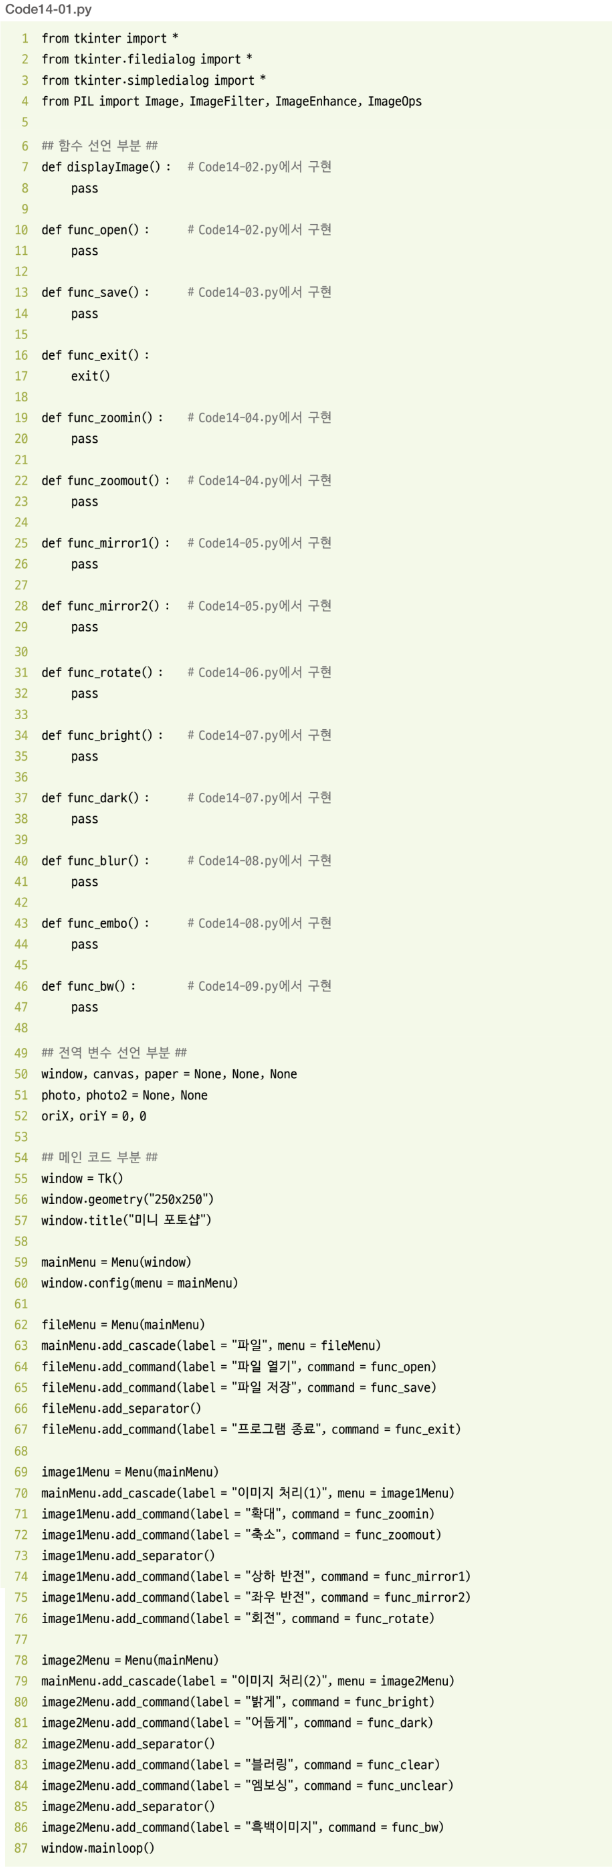 Code14-01.py
1 from tkinter import *
2 from tkinter.filedialog import *
3 from tkinter.simpledialog import *
4 from PIL import Image, ImageFilter, ImageEnhance, ImageOps
5
6 ## 함수 선언 부분 ##
7 def displayImage() : # Code14-02.py에서 구현
8 pass
9
10 def func_open() : # Code14-02.py에서 구현
11 pass
12
13 def func_save() : # Code14-03.py에서 구현
14 pass
15
16 def func_exit() :
17 exit()
18
19 def func_zoomin() : # Code14-04.py에서 구현
20 pass
21
22 def func_zoomout() : # Code14-04.py에서 구현
23 pass
24
25 def func_mirror1() : # Code14-05.py에서 구현
26 pass
27
28 def func_mirror2() : # Code14-05.py에서 구현
29 pass
30
31 def func_rotate() : # Code14-06.py에서 구현
32 pass
33
34 def func_bright() : # Code14-07.py에서 구현
35 pass
36
37 def func_dark() : # Code14-07.py에서 구현
38 pass
39
40 def func_blur() : # Code14-08.py에서 구현
41 pass
42
43 def func_embo() : # Code14-08.py에서 구현
44 pass
45
46 def func_bw() : # Code14-09.py에서 구현
47 pass
48
49 ## 전역 변수 선언 부분 ##
50 window, canvas, paper = None, None, None
51 photo, photo2 = None, None
52 oriX, oriY = 0, 0
53
54 ## 메인 코드 부분 ##
55 window = Tk()
56 window.geometry("250x250")
57 window.title("미니 포토샵")
58
59 mainMenu = Menu(window)
60 window.config(menu = mainMenu)
61
62 fileMenu = Menu(mainMenu)
63 mainMenu.add_cascade(label = "파일", menu = fileMenu)
64 fileMenu.add_command(label = "파일 열기", command = func_open)
65 fileMenu.add_command(label = "파일 저장", command = func_save)
66 fileMenu.add_separator()
67 fileMenu.add_command(label = "프로그램 종료", command = func_exit)
68
69 image1Menu = Menu(mainMenu)
70 mainMenu.add_cascade(label = "이미지 처리(1)", menu = image1Menu)
71 image1Menu.add_command(label = "확대", command = func_zoomin)
72 image1Menu.add_command(label = "축소", command = func_zoomout)
73 image1Menu.add_separator()
74 image1Menu.add_command(label = "상하 반전", command = func_mirror1)
75 image1Menu.add_command(label = "좌우 반전", command = func_mirror2)
76 image1Menu.add_command(label = "회전", command = func_rotate)
77
78 image2Menu = Menu(mainMenu)
79 mainMenu.add_cascade(label = "이미지 처리(2)", menu = image2Menu)
80 image2Menu.add_command(label = "밝게", command = func_bright)
81 image2Menu.add_command(label = "어둡게", command = func_dark)
82 image2Menu.add_separator()
83 image2Menu.add_command(label = "블러링", command = func_clear)
84 image2Menu.add_command(label = "엠보싱", command = func_unclear)
85 image2Menu.add_separator()
86 image2Menu.add_command(label = "흑백이미지", command = func_bw)
87 window.mainloop()